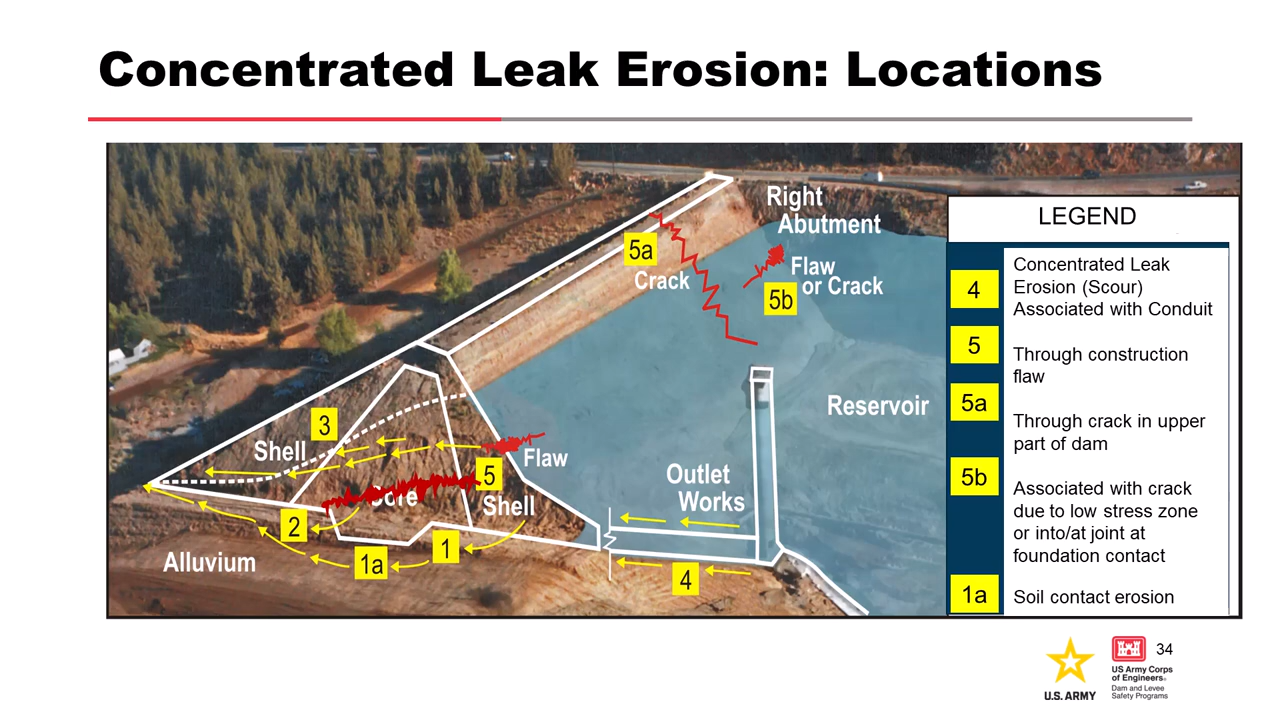 Concentrated Leak Erosion: Locations
Right
Abutment
5a
Crack
Flaw
or Crack
5b
LEGEND
4
Concentrated Leak
Erosion (Scour)
Associated with Conduit
5
Through construction
flaw
5a
Through crack in upper
part of dam
5b
Associated with crack
due to low stress zone
or into/at joint at
foundation contact
1a
Soil contact erosion
Reservoir
3
Shell
Flaw
5
Core
Shell
Outlet
Works
2
1
1a
Alluvium
4
34
U.S. ARMY
US Army Corps
of Engineers®
Dam and Levee
Safety Programs